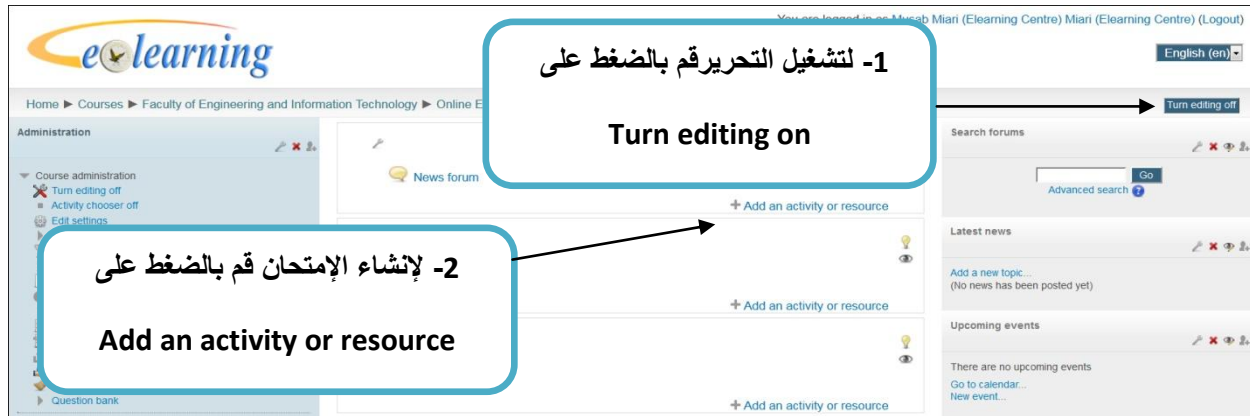 You are logged in as Musab Miari (Elearning Centre) Miari (Elearning Centre) (Logout)
elearning
English (en)
Home ► Courses ► Faculty of Engineering and Information Technology ► Online E
Turn editing off
1- لتشغيل التحريرقم بالضغط على
Turn editing on
Administration
Course administration
Turn editing off
Activity chooser off
Edit settings
Question bank
2- لإنشاء الإمتحان قم بالضغط على
Add an activity or resource
News forum
Add an activity or resource
Add an activity or resource
Add an activity or resource
Search forums
Go
Advanced search
Latest news
Add a new topic...
(No news has been posted yet)
Upcoming events
There are no upcoming events
Go to calendar...
New event...